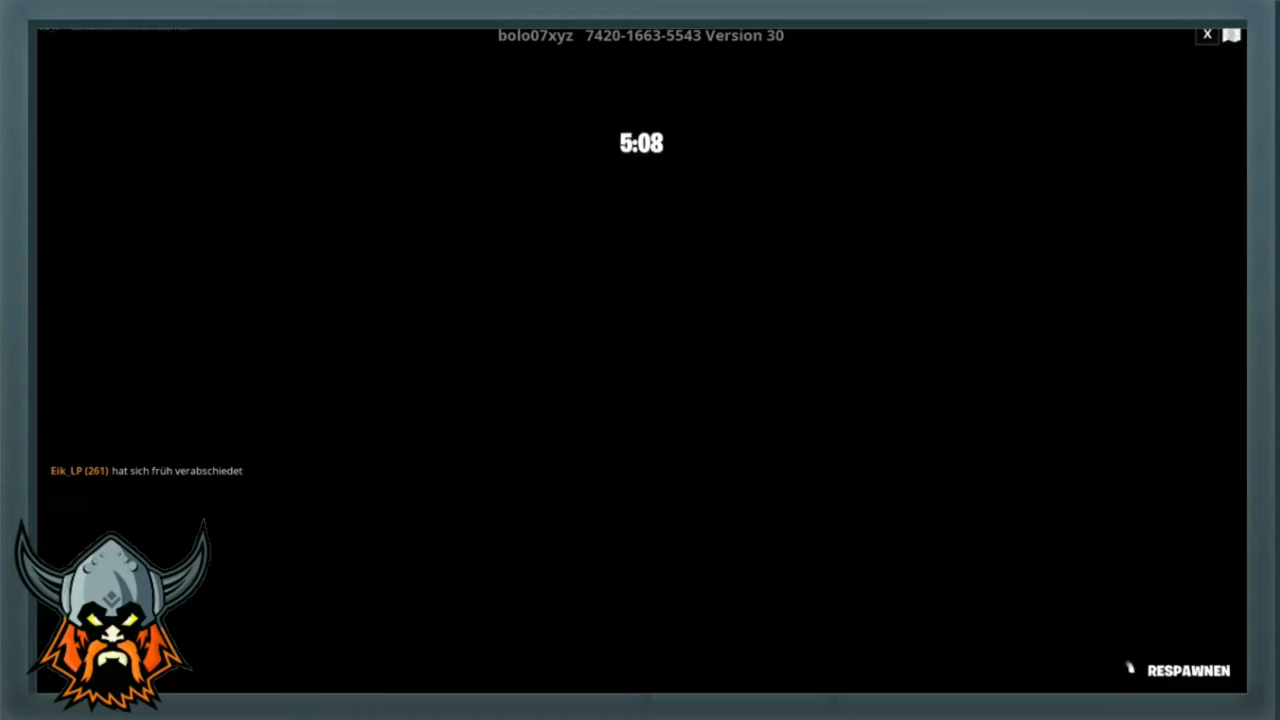 bolo07xyz 7420-1663-5543 Version 30
X
5:08
Eik_LP (261) hat sich früh verabschiedet
RESPAWNEN